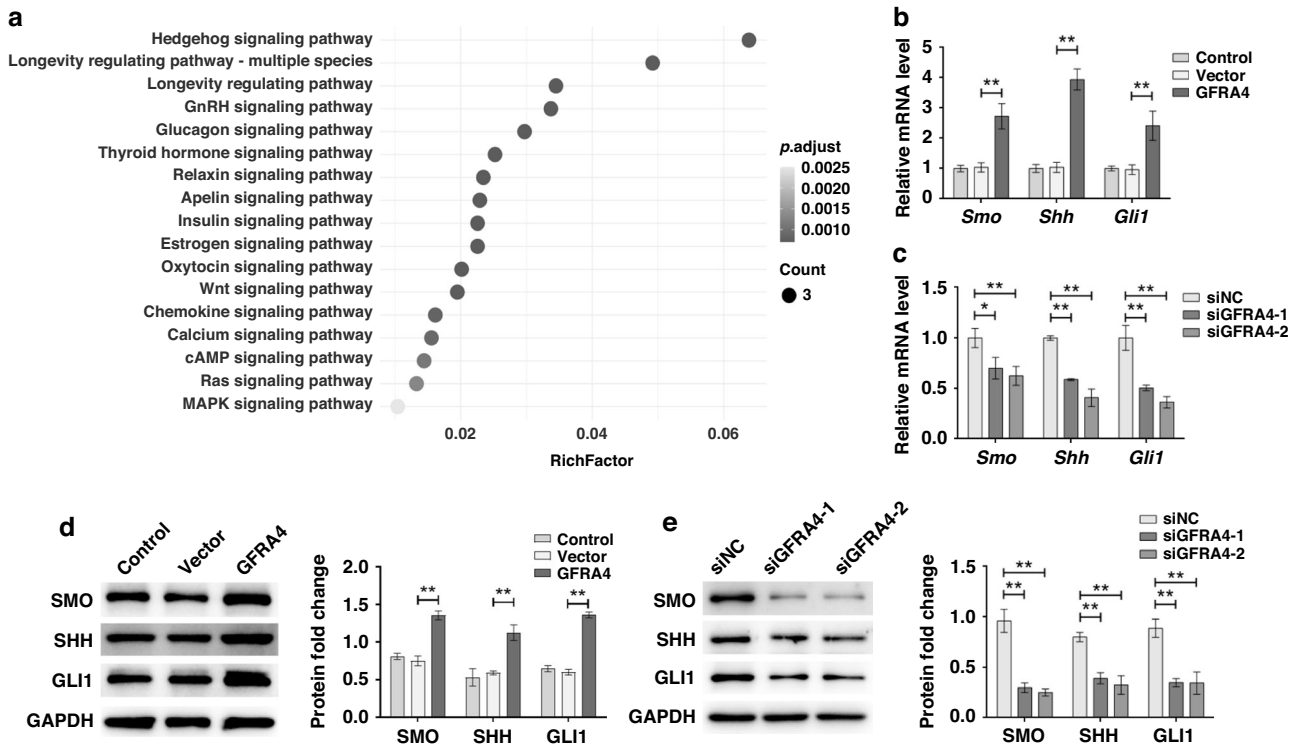 a
Hedgehog signaling pathway
Longevity regulating pathway - multiple species
Longevity regulating pathway
GnRH signaling pathway
Glucagon signaling pathway
Thyroid hormone signaling pathway
Relaxin signaling pathway
Apelin signaling pathway
Insulin signaling pathway
Estrogen signaling pathway
Oxytocin signaling pathway
Wnt signaling pathway
Chemokine signaling pathway
Calcium signaling pathway
cAMP signaling pathway
Ras signaling pathway
MAPK signaling pathway
0.02 0.04 0.06
RichFactor
p.adjust
0.0025
0.0020
0.0015
0.0010
Count
3
b
Relative mRNA level
6
5
4
3
2
1
0
Control
Vector
GFRA4
** ** **
Smo Shh Gli1
c
Relative mRNA level
1.5
1.0
0.5
0.0
siNC
siGFRA4-1
siGFRA4-2
** ** **
* ** **
Smo Shh Gli1
d
Control Vector GFRA4
SMO
SHH
GLI1
GAPDH
Protein fold change
2.0
1.5
1.0
0.5
0.0
Control
Vector
GFRA4
** ** **
SMO SHH GLI1
e
siNC siGFRA4-1 siGFRA4-2
SMO
SHH
GLI1
GAPDH
Protein fold change
1.5
1.0
0.5
0.0
siNC
siGFRA4-1
siGFRA4-2
** ** **
** ** **
SMO SHH GLI1